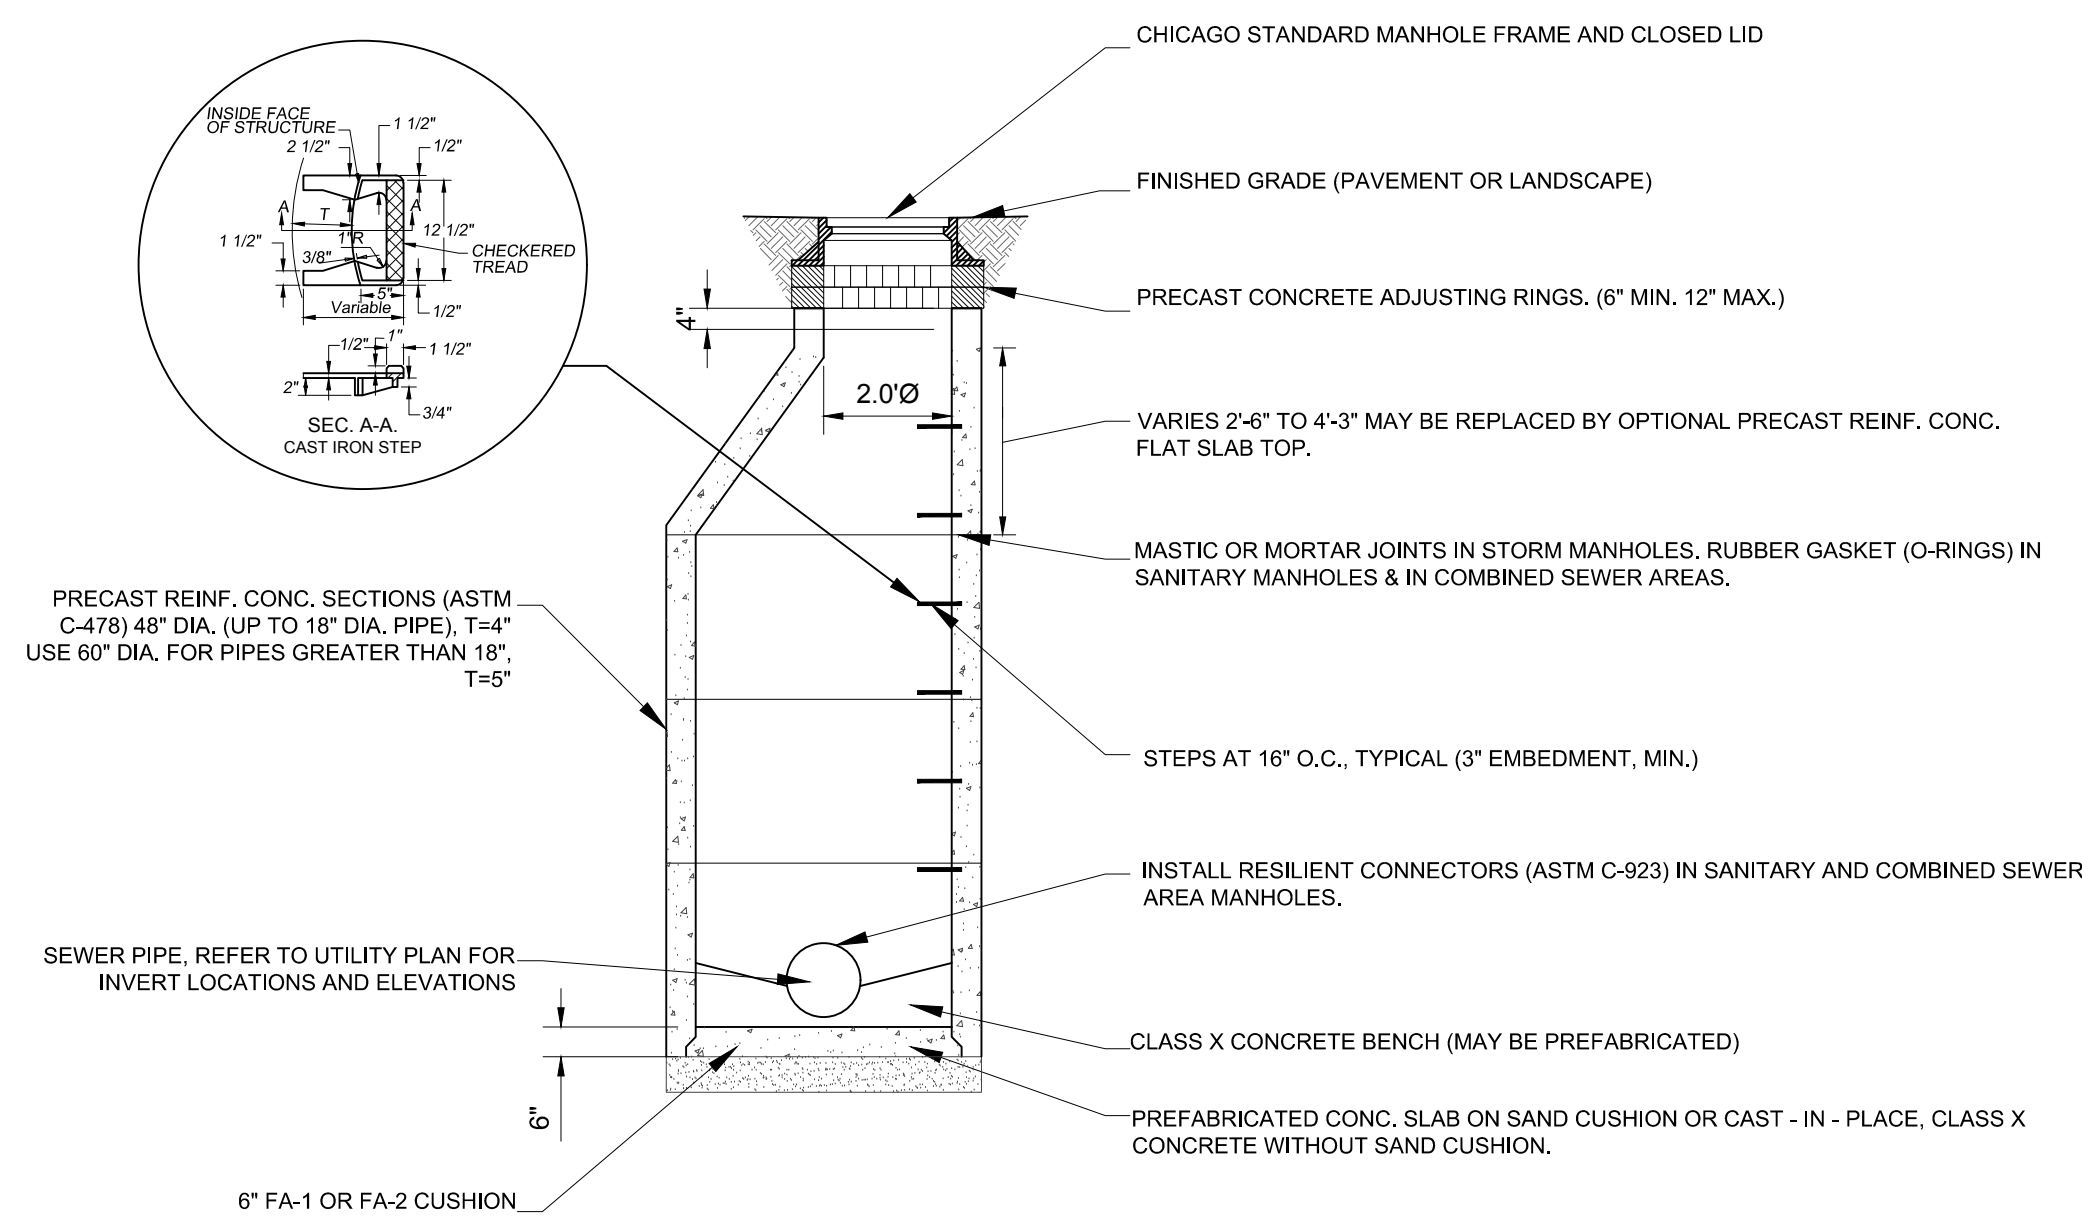 CHICAGO STANDARD MANHOLE FRAME AND CLOSED LID
INSIDE FACE
OF STRUCTURE
1 1/2"
2 1/2"
1/2"
FINISHED GRADE (PAVEMENT OR LANDSCAPE)
A
T
A
12 1/2"
1 1/2"
1"R
3/8"
CHECKERED
TREAD
5"
Variable
1/2"
PRECAST CONCRETE ADJUSTING RINGS. (6" MIN. 12" MAX.)
4"
1/2"
1"
1 1/2"
2"
3/4"
SEC. A-A.
CAST IRON STEP
2.0'Ø
VARIES 2'-6" TO 4'-3" MAY BE REPLACED BY OPTIONAL PRECAST REINF. CONC.
FLAT SLAB TOP.
MASTIC OR MORTAR JOINTS IN STORM MANHOLES. RUBBER GASKET (O-RINGS) IN
SANITARY MANHOLES & IN COMBINED SEWER AREAS.
PRECAST REINF. CONC. SECTIONS (ASTM
C-478) 48" DIA. (UP TO 18" DIA. PIPE), T=4"
USE 60" DIA. FOR PIPES GREATER THAN 18",
T=5"
STEPS AT 16" O.C., TYPICAL (3" EMBEDMENT, MIN.)
INSTALL RESILIENT CONNECTORS (ASTM C-923) IN SANITARY AND COMBINED SEWER
AREA MANHOLES.
SEWER PIPE, REFER TO UTILITY PLAN FOR
INVERT LOCATIONS AND ELEVATIONS
CLASS X CONCRETE BENCH (MAY BE PREFABRICATED)
6"
PREFABRICATED CONC. SLAB ON SAND CUSHION OR CAST - IN - PLACE, CLASS X
CONCRETE WITHOUT SAND CUSHION.
6" FA-1 OR FA-2 CUSHION